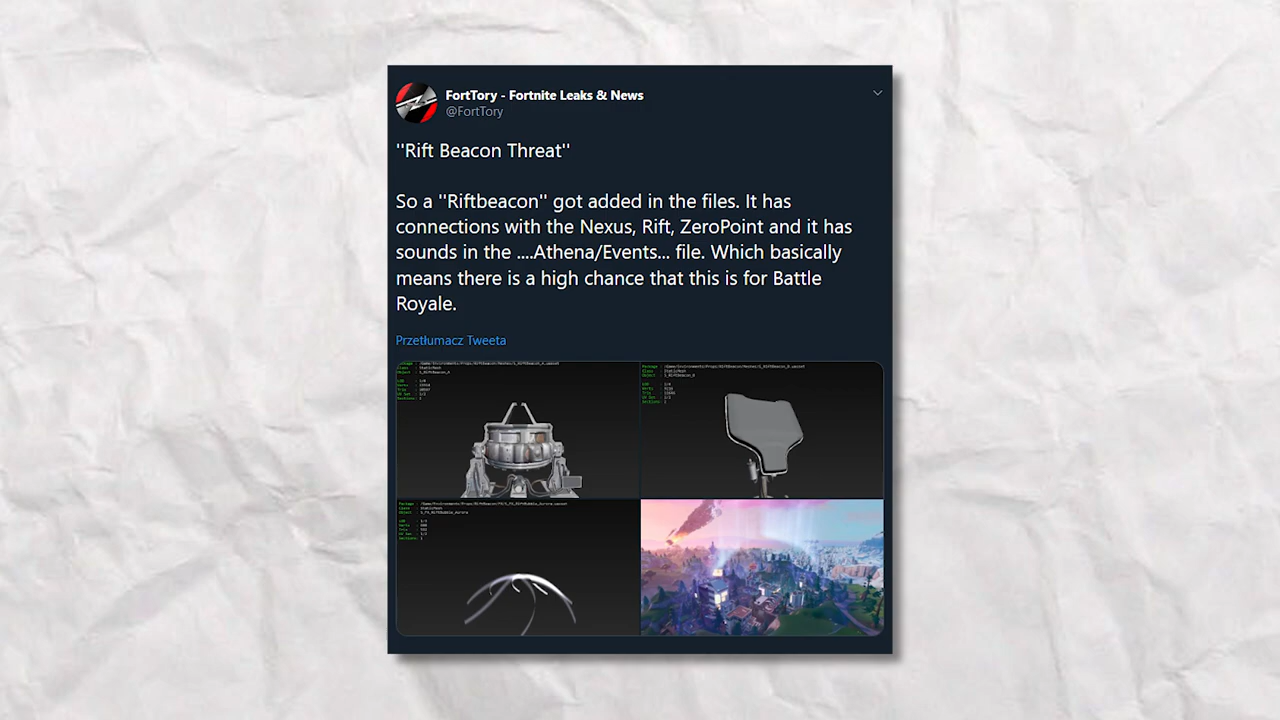 FortTory - Fortnite Leaks & News
@FortTory
''Rift Beacon Threat''
So a ''Riftbeacon'' got added in the files. It has
connections with the Nexus, Rift, ZeroPoint and it has
sounds in the ....Athena/Events... file. Which basically
means there is a high chance that this is for Battle
Royale.
Przetłumacz Tweeta